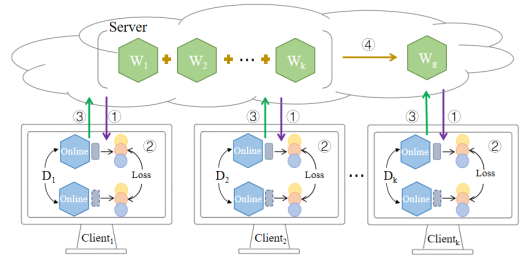 Server
W1 + W2 + ... + Wk ④ Wg
③ ① ③ ① ③ ①
Online ② Online ② Online ②
D1 Loss D2 Loss ... Dk Loss
Online Online Online
Client1 Client2 Clientk